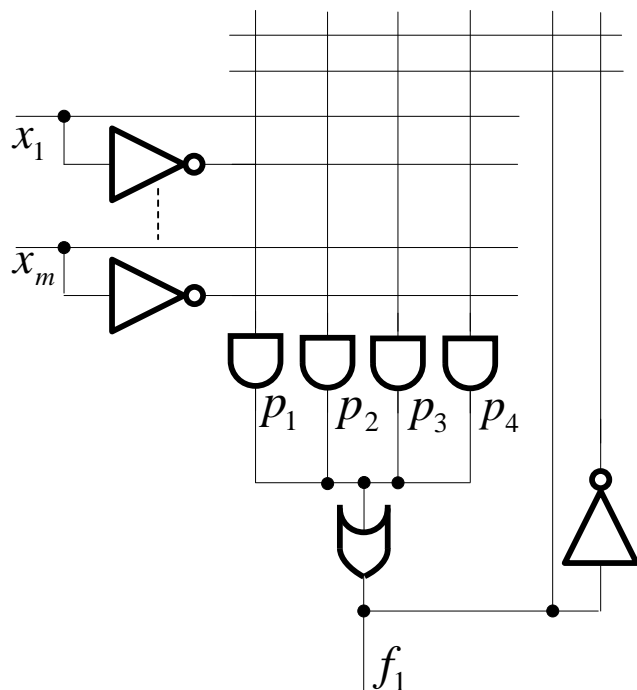 x₁
xₘ
p₁ p₂ p₃ p₄
f₁